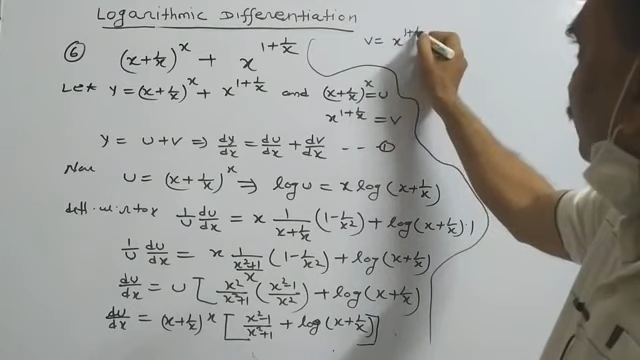 Logarithmic Differentiation
⑥ (x+1/x)^x + x^(1+1/x)
Let y = (x+1/x)^x + x^(1+1/x) and (x+1/x)^x = u
x^(1+1/x) = v
y = u+v ⇒ dy/dx = du/dx + dv/dx --- ①
Now u = (x+1/x)^x ⇒ log u = x log(x+1/x)
diff. w.r. to x 1/u du/dx = x 1/(x+1/x) (1-1/x²) + log(x+1/x)·1
1/u du/dx = x 1/((x²+1)/x) (1-1/x²) + log(x+1/x)
du/dx = u [x²/(x²+1) ((x²-1)/x²) + log(x+1/x)]
du/dx = (x+1/x)^x [(x²-1)/(x²+1) + log(x+1/x)]
v = x^(1+1/